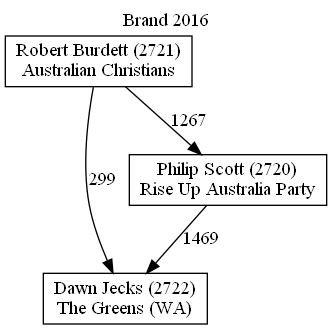 Brand 2016
Robert Burdett (2721)
Australian Christians
1267
Philip Scott (2720)
Rise Up Australia Party
299
1469
Dawn Jecks (2722)
The Greens (WA)